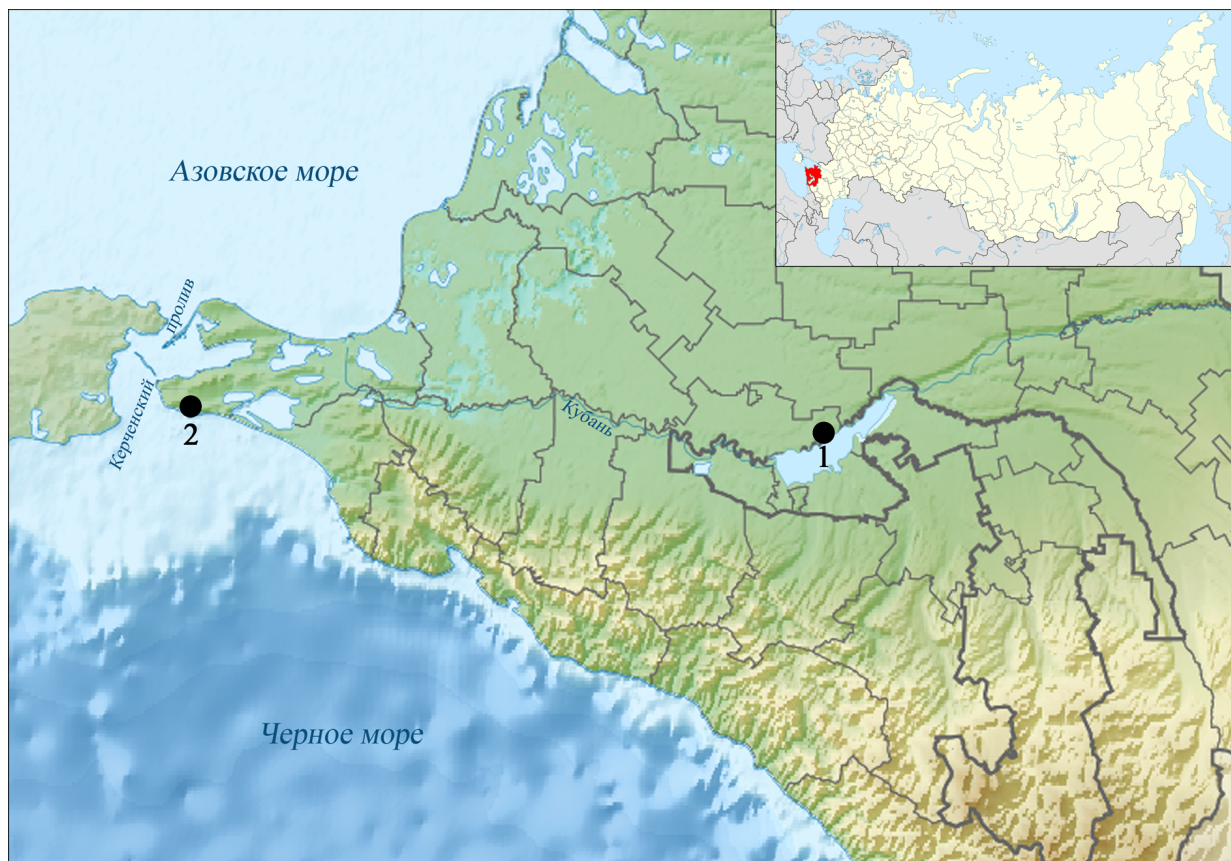 Азовское море
пролив
Керченский
2
Кубань
1
Черное море